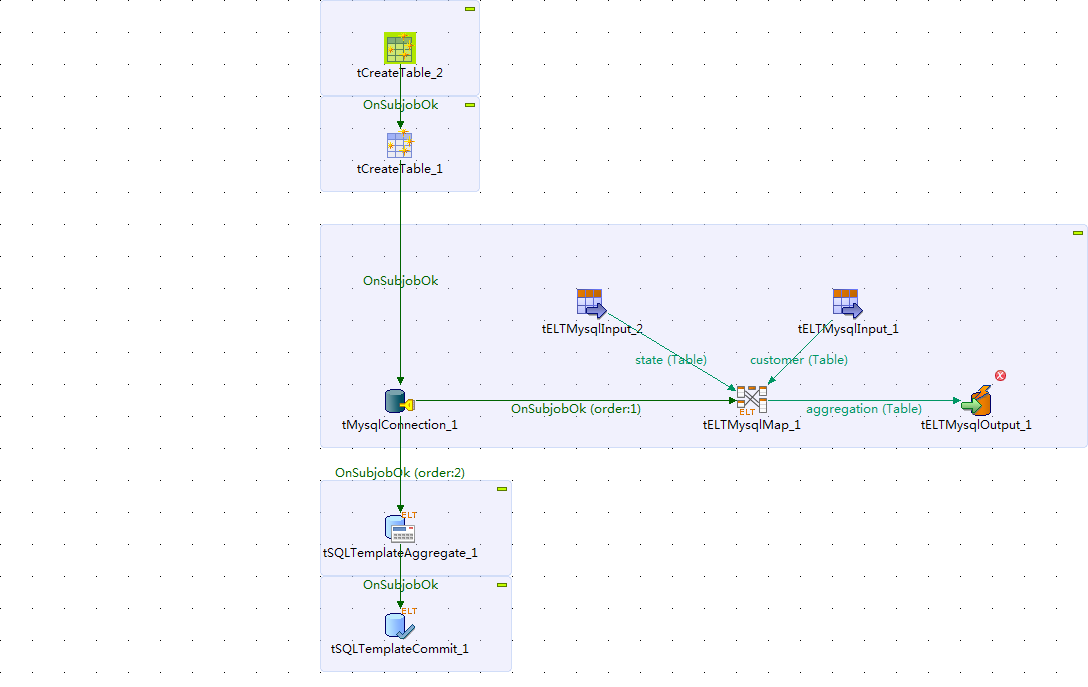 tCreateTable_2
OnSubjobOk
tCreateTable_1
OnSubjobOk
tELTMysqlInput_2
tELTMysqlInput_1
state (Table)
customer (Table)
ELT
OnSubjobOk (order:1)
aggregation (Table)
tMysqlConnection_1
tELTMysqlMap_1
tELTMysqlOutput_1
OnSubjobOk (order:2)
ELT
tSQLTemplateAggregate_1
OnSubjobOk
ELT
tSQLTemplateCommit_1